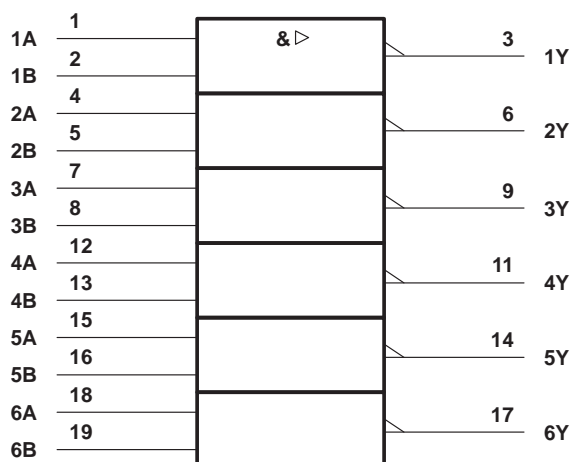 1A 1 & ▷ 3 1Y
1B 2
2A 4 6 2Y
2B 5
3A 7 9 3Y
3B 8
4A 12 11 4Y
4B 13
5A 15 14 5Y
5B 16
6A 18 17 6Y
6B 19